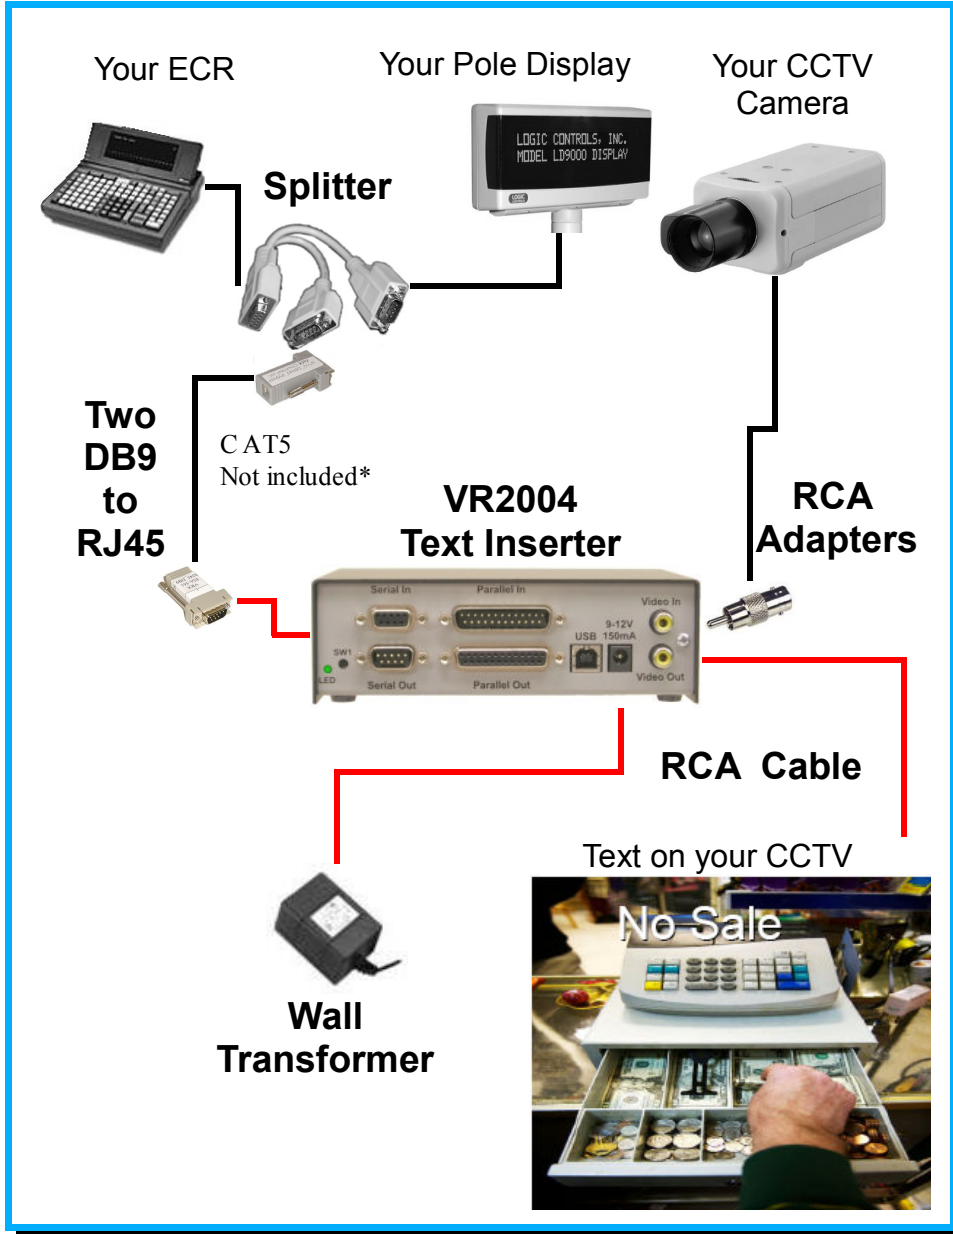 Your ECR
Your Pole Display
Your CCTV
Camera
LOGIC CONTROLS, INC.
MODEL LD9000 DISPLAY
LOGIC
Splitter
Two
DB9
to
RJ45
C AT5
Not included*
VR2004
Text Inserter
RCA
Adapters
Serial In
Parallel In
Video In
9-12V
USB 150mA
SW1
LED
Serial Out
Parallel Out
Video Out
RCA Cable
Text on your CCTV
No Sale
Wall
Transformer